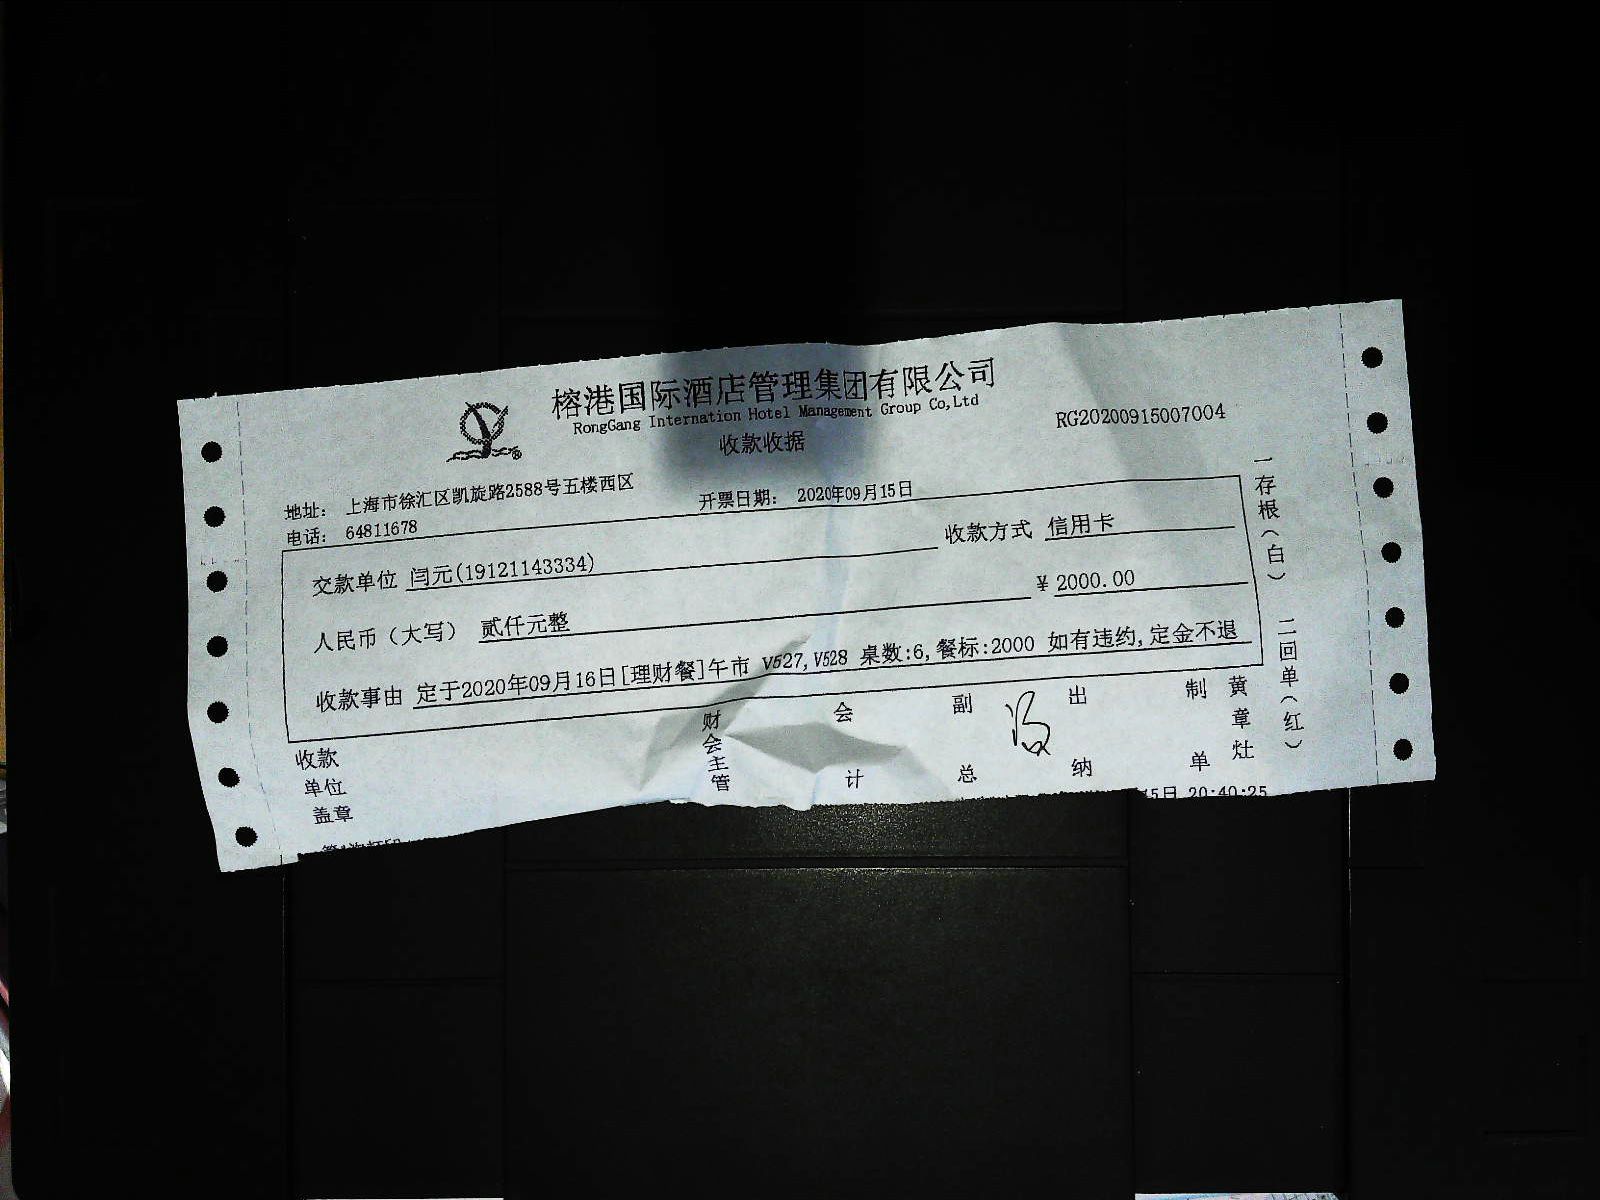 榕港国际酒店管理集团有限公司
RongGang Internation Hotel Management Group Co,Ltd
收款收据
RG20200915007004
地址： 上海市徐汇区凯旋路2588号五楼西区
电话： 64811678
开票日期： 2020年09月15日
交款单位 闫元(19121143334)
收款方式 信用卡
人民币（大写） 贰仟元整
￥ 2000.00
收款事由 定于2020年09月16日[理财餐]午市 V527,V528 桌数:6,餐标:2000 如有违约,定金不退
收款单位盖章
财会主管
会计
副总
出纳
制单
黄章灶
一存根（白）
二回单（红）
5日 20:40:25